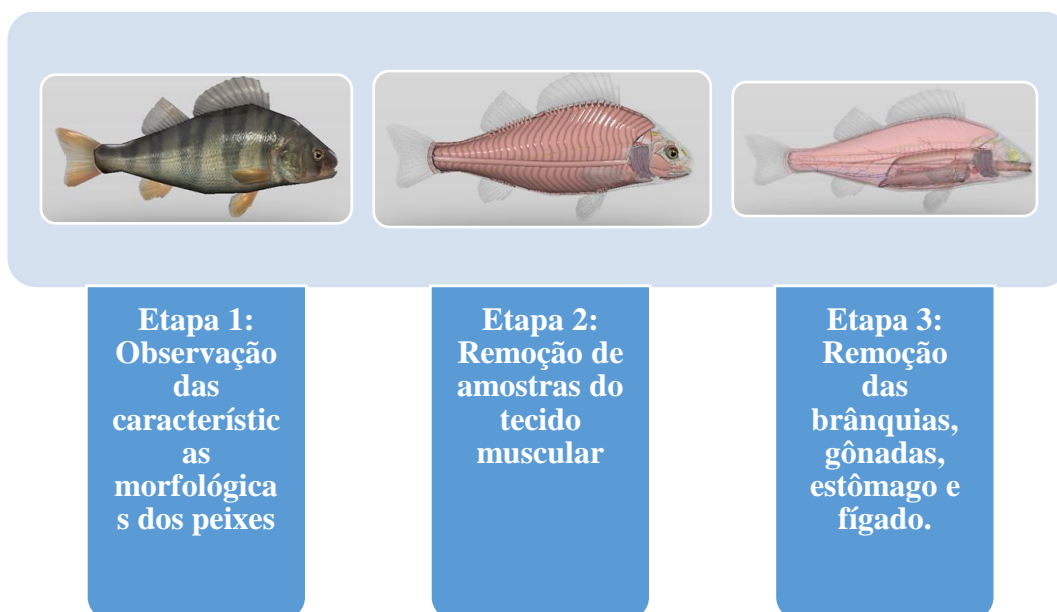 Etapa 1:
Observação
das
característic
as
morfológica
s dos peixes
Etapa 2:
Remoção de
amostras do
tecido
muscular
Etapa 3:
Remoção
das
brânquias,
gônadas,
estômago e
fígado.